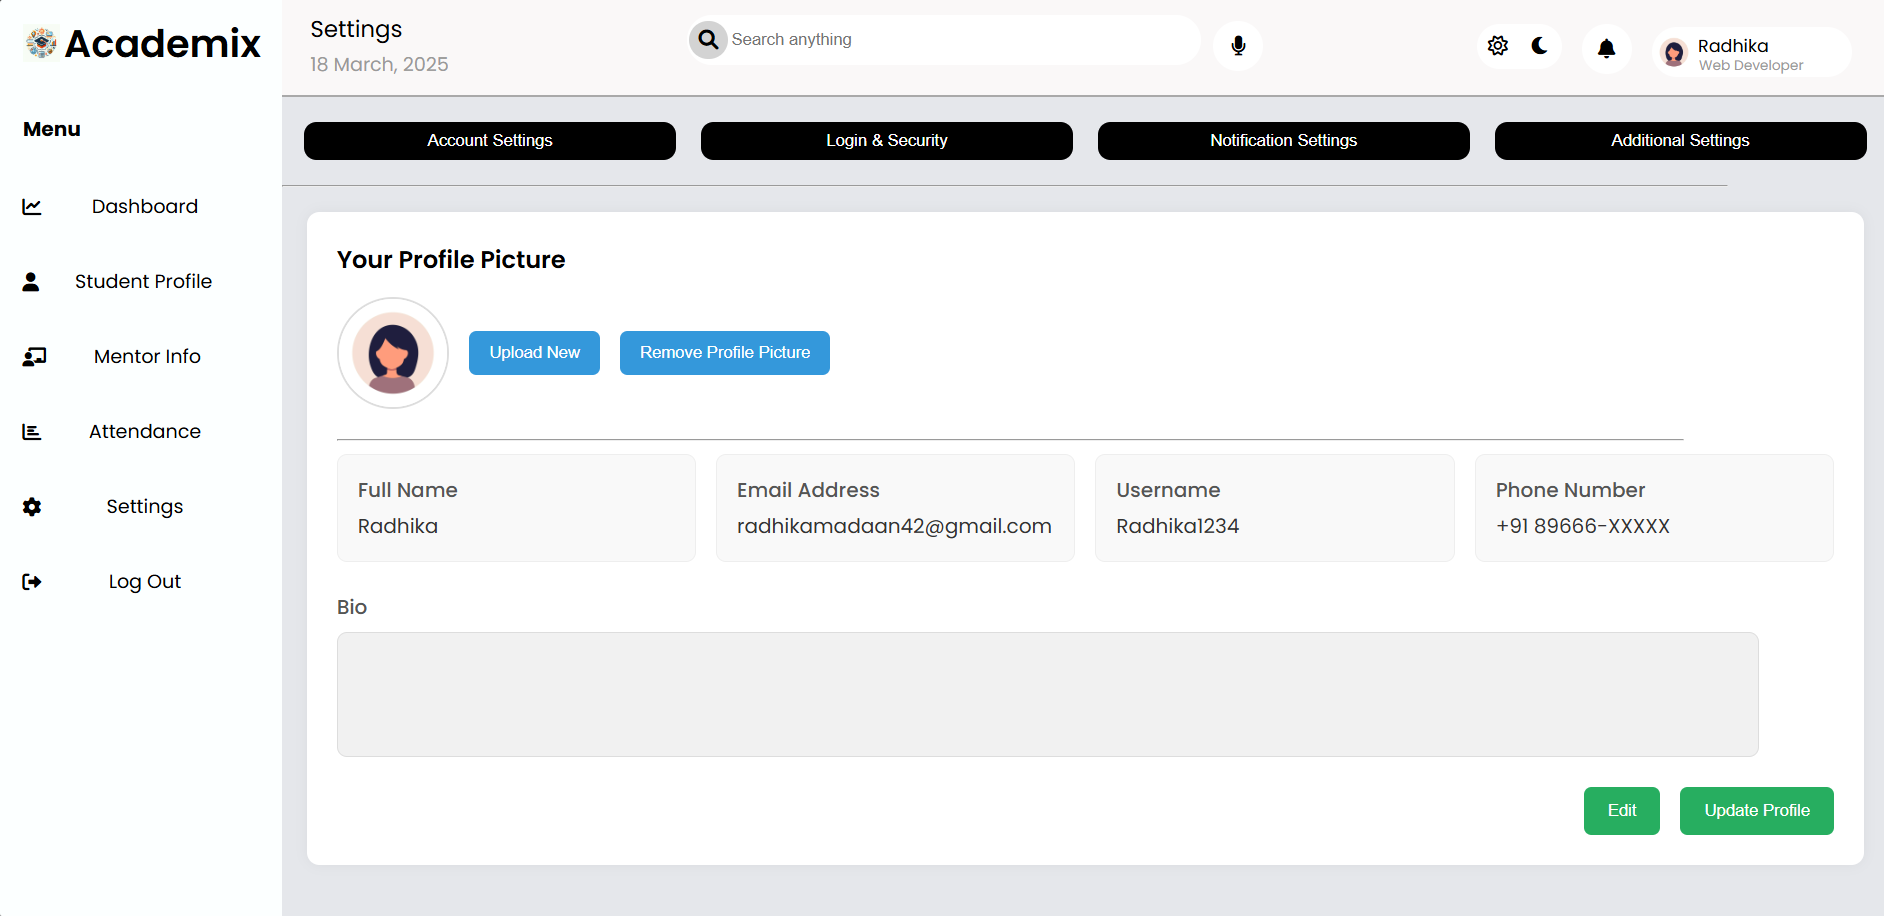 Academix
Menu
Dashboard
Student Profile
Mentor Info
Attendance
Settings
Log Out
Settings
18 March, 2025
Search anything
Radhika
Web Developer
Account Settings
Login & Security
Notification Settings
Additional Settings
Your Profile Picture
Upload New
Remove Profile Picture
Full Name
Radhika
Email Address
radhikamadaan42@gmail.com
Username
Radhika1234
Phone Number
+91 89666-XXXXX
Bio
Edit
Update Profile